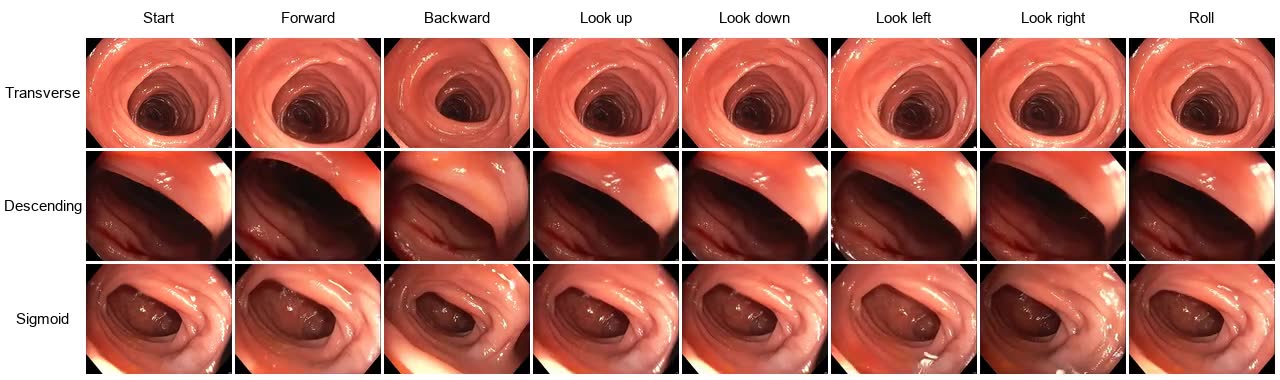 Start Forward Backward Look up Look down Look left Look right Roll
Transverse
Descending
Sigmoid